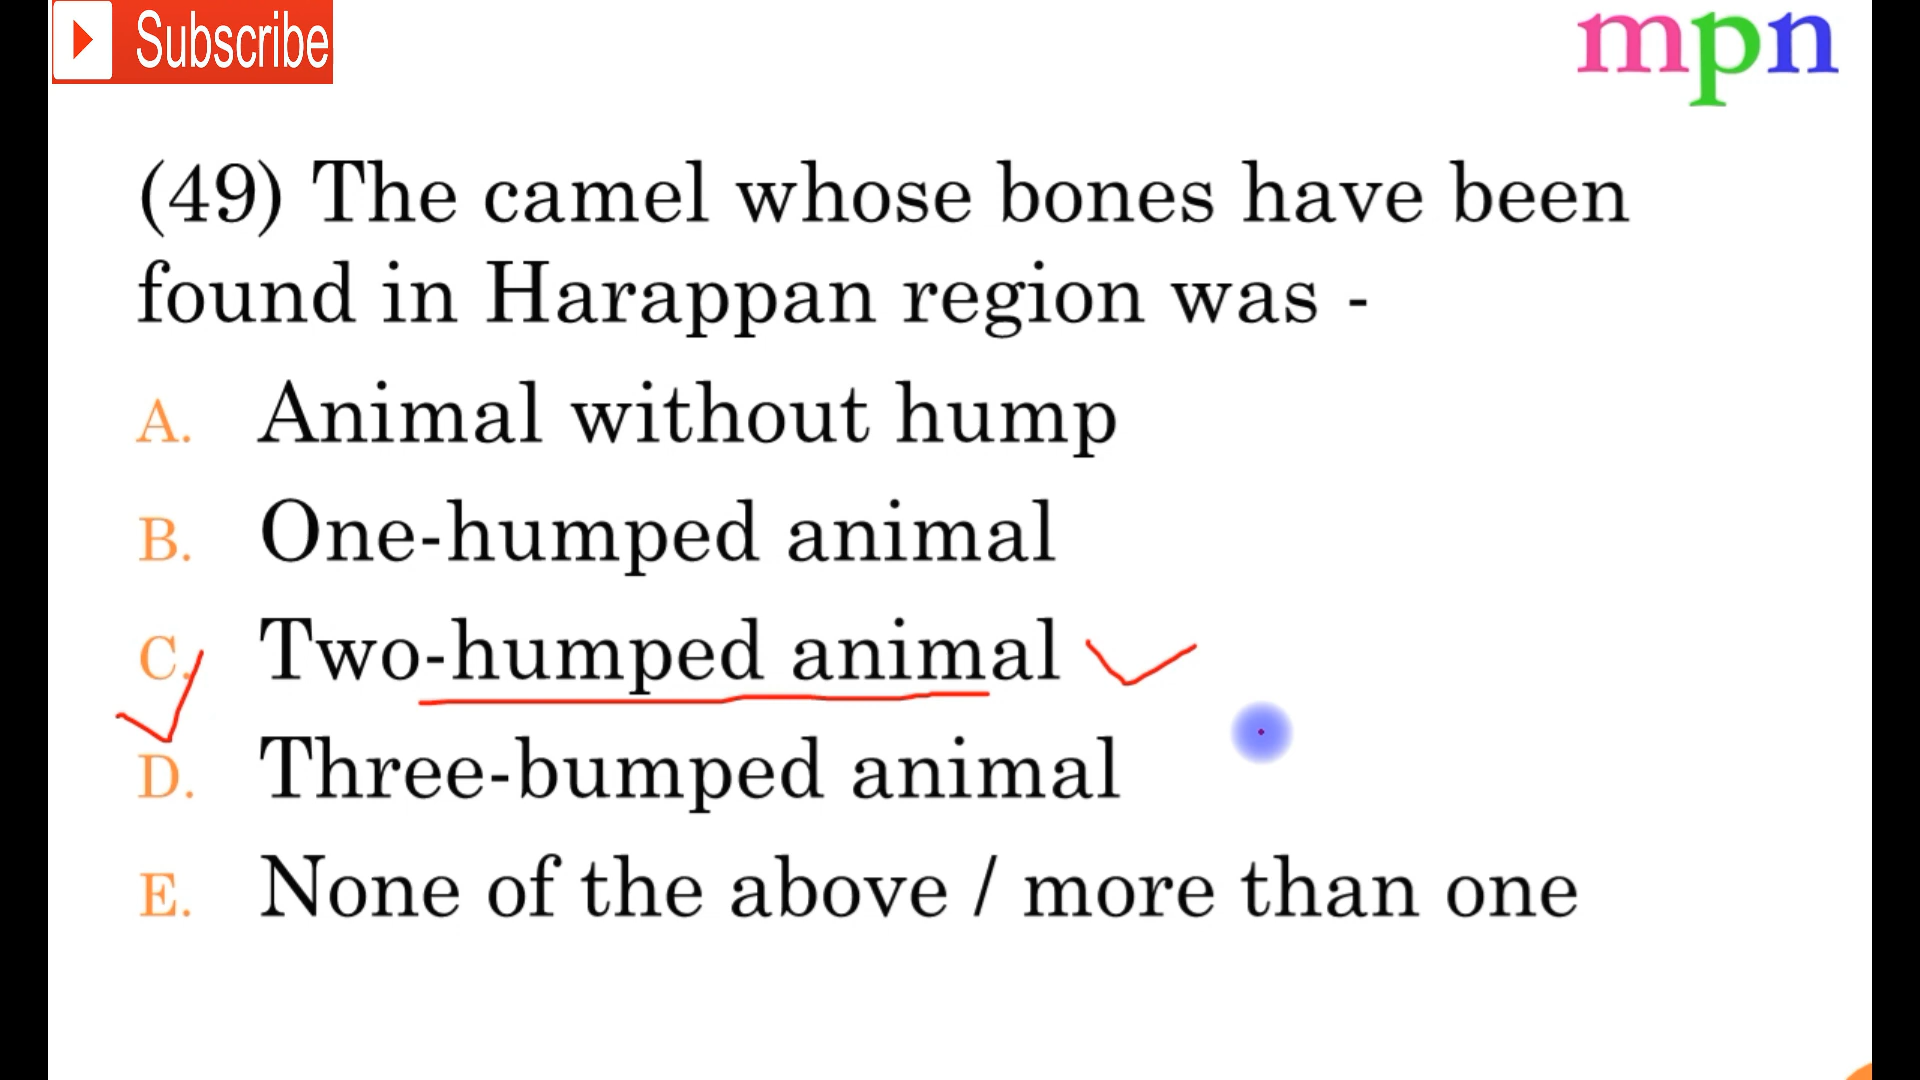 Subscribe
mpn
(49) The camel whose bones have been
found in Harappan region was -
A. Animal without hump
B. One-humped animal
C. Two-humped animal
D. Three-bumped animal
E. None of the above / more than one